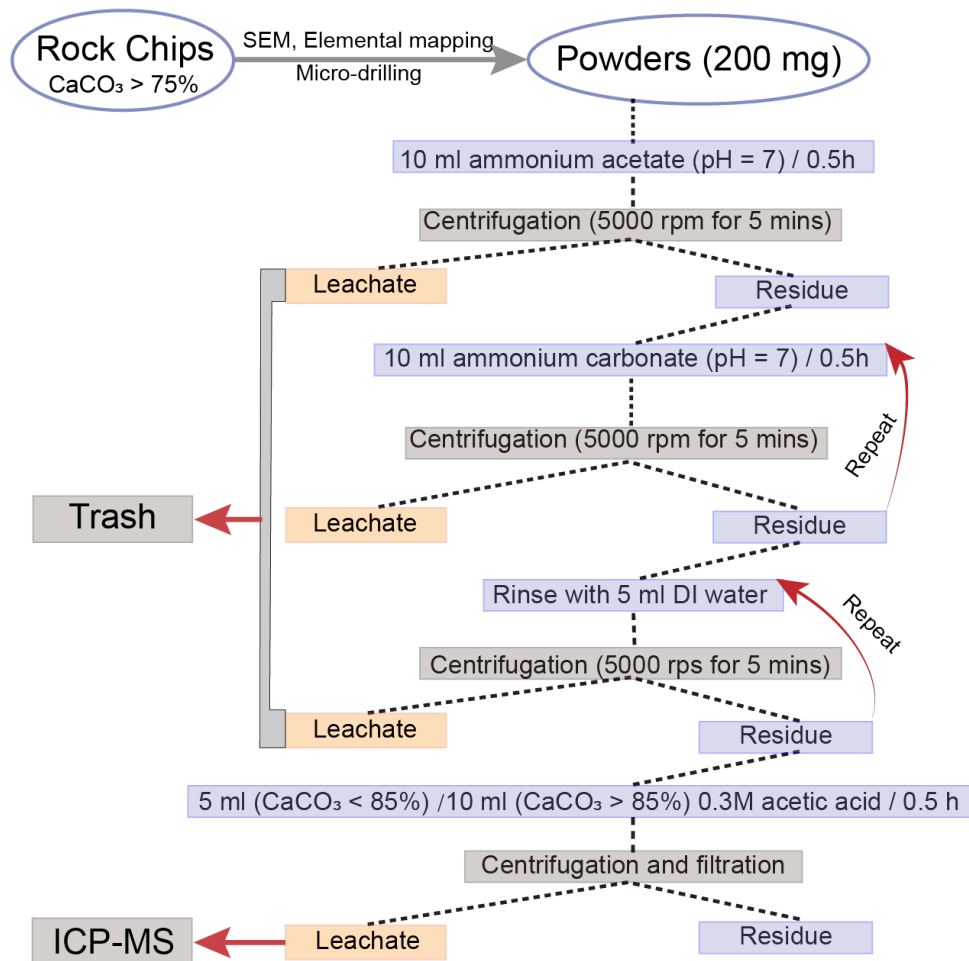 Rock Chips
CaCO₃ > 75%
SEM, Elemental mapping
Micro-drilling
Powders (200 mg)
10 ml ammonium acetate (pH = 7) / 0.5h
Centrifugation (5000 rpm for 5 mins)
Leachate
Residue
10 ml ammonium carbonate (pH = 7) / 0.5h
Repeat
Centrifugation (5000 rpm for 5 mins)
Trash
Leachate
Residue
Rinse with 5 ml DI water
Repeat
Centrifugation (5000 rps for 5 mins)
Leachate
Residue
5 ml (CaCO₃ < 85%) /10 ml (CaCO₃ > 85%) 0.3M acetic acid / 0.5 h
Centrifugation and filtration
ICP-MS
Leachate
Residue